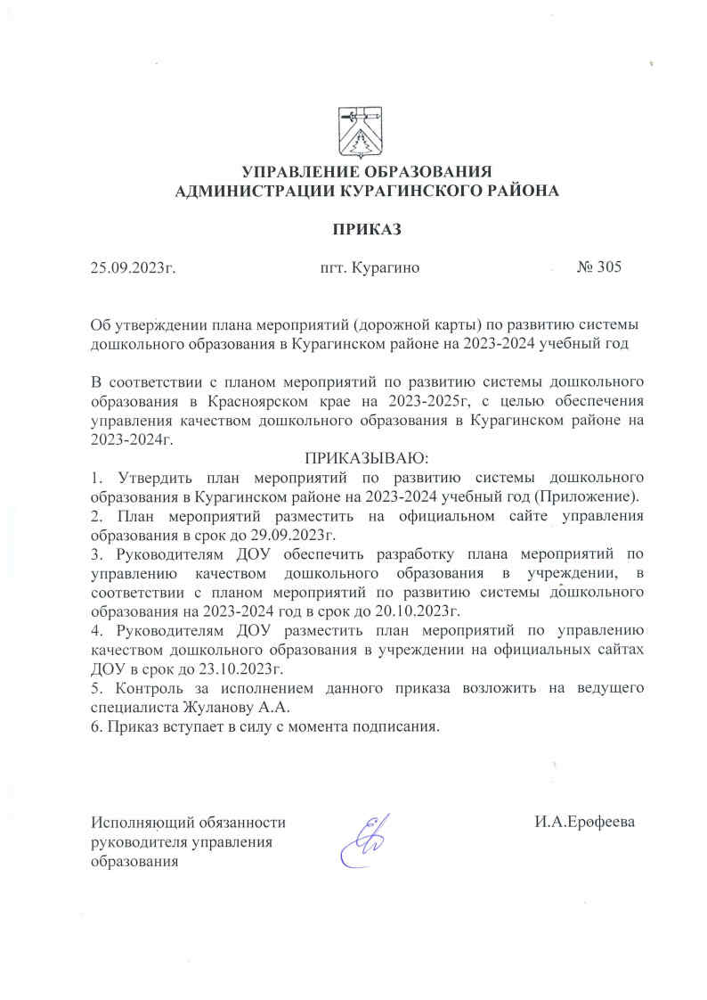 УПРАВЛЕНИЕ ОБРАЗОВАНИЯ
АДМИНИСТРАЦИИ КУРАГИНСКОГО РАЙОНА
ПРИКАЗ
25.09.2023г. пгт. Курагино № 305
Об утверждении плана мероприятий (дорожной карты) по развитию системы
дошкольного образования в Курагинском районе на 2023-2024 учебный год
В соответствии с планом мероприятий по развитию системы дошкольного
образования в Красноярском крае на 2023-2025г, с целью обеспечения
управления качеством дошкольного образования в Курагинском районе на
2023-2024г.
ПРИКАЗЫВАЮ:
1. Утвердить план мероприятий по развитию системы дошкольного
образования в Курагинском районе на 2023-2024 учебный год (Приложение).
2. План мероприятий разместить на официальном сайте управления
образования в срок до 29.09.2023г.
3. Руководителям ДОУ обеспечить разработку плана мероприятий по
управлению качеством дошкольного образования в учреждении, в
соответствии с планом мероприятий по развитию системы дошкольного
образования на 2023-2024 год в срок до 20.10.2023г.
4. Руководителям ДОУ разместить план мероприятий по управлению
качеством дошкольного образования в учреждении на официальных сайтах
ДОУ в срок до 23.10.2023г.
5. Контроль за исполнением данного приказа возложить на ведущего
специалиста Жуланову А.А.
6. Приказ вступает в силу с момента подписания.
Исполняющий обязанности И.А.Ерофеева
руководителя управления
образования